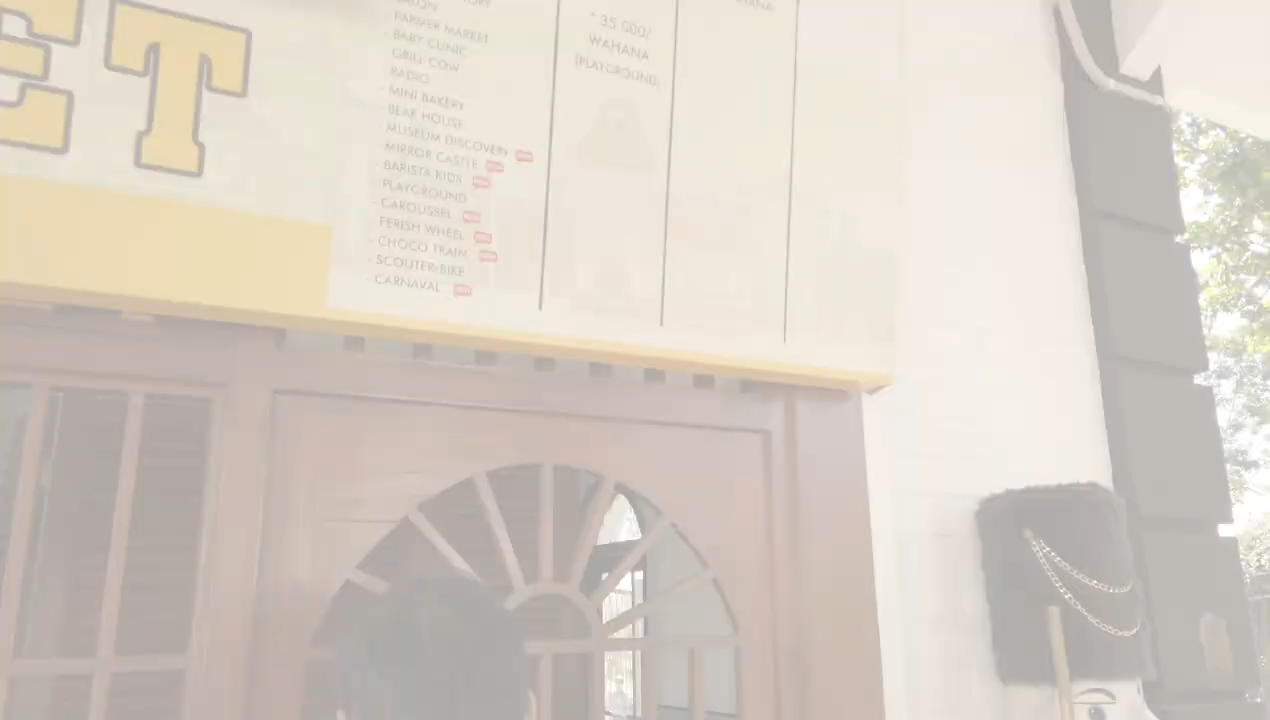 ET
SALON
FARMER MARKET
- BABY CLINIC
GRILL COW
RADIO
- MINI BAKERY
- BEAR HOUSE
- MUSEUM DISCOVERY
- MIRROR CASTLE
- BARISTA KIDS
- PLAYGROUND
- CAROUSSEL
FERISH WHEEL
- CHOCO TRAIN
- SCOUTER-BIKE
- CARNAVAL
* 35.000/
WAHANA
(PLAYGROUND)